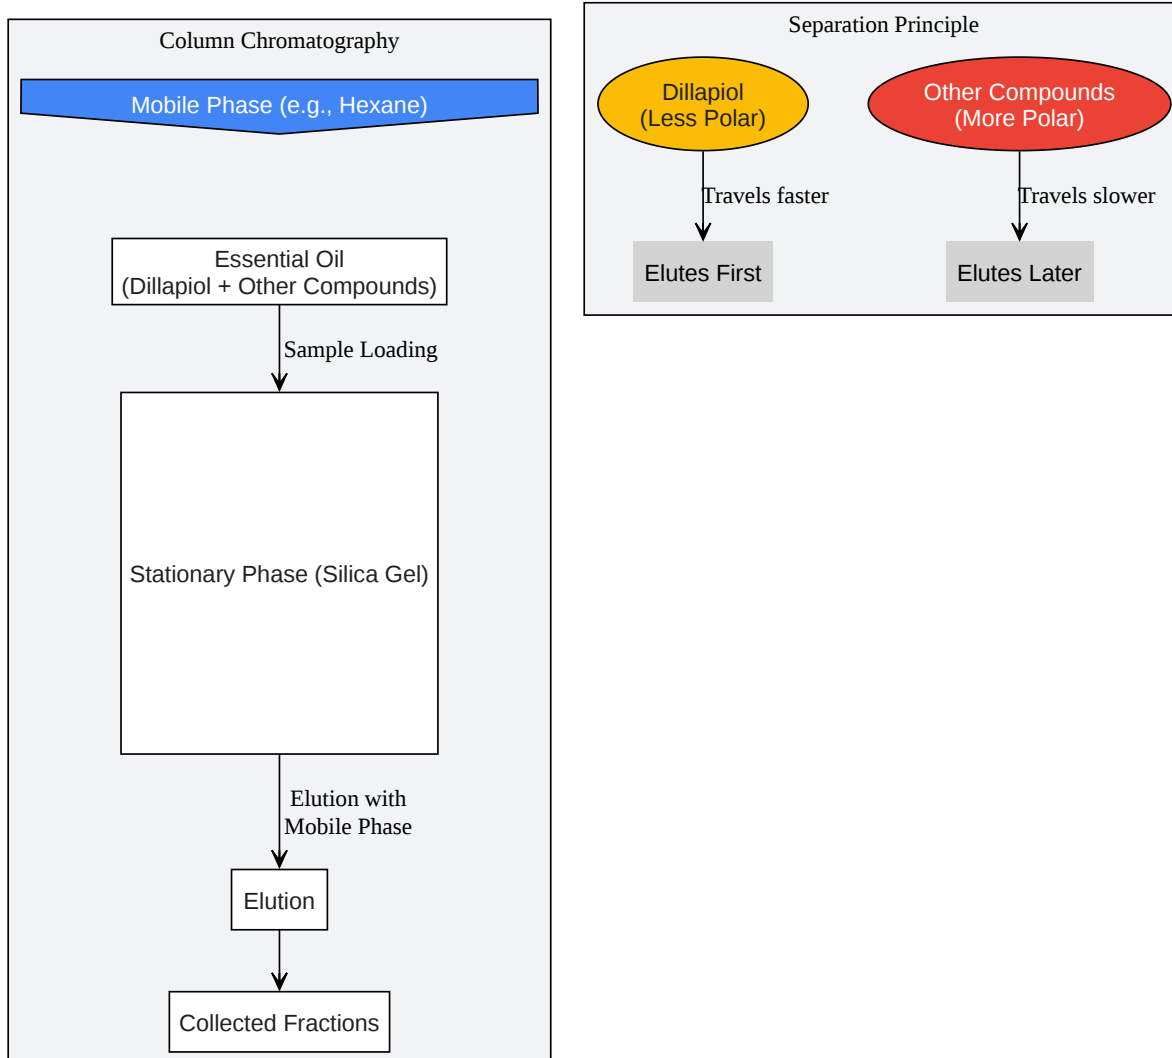 Column Chromatography
Mobile Phase (e.g., Hexane)
Essential Oil
(Dillapiol + Other Compounds)
Sample Loading
Stationary Phase (Silica Gel)
Elution with
Mobile Phase
Elution
Collected Fractions
Separation Principle
Dillapiol
(Less Polar)
Other Compounds
(More Polar)
Travels faster
Travels slower
Elutes First
Elutes Later